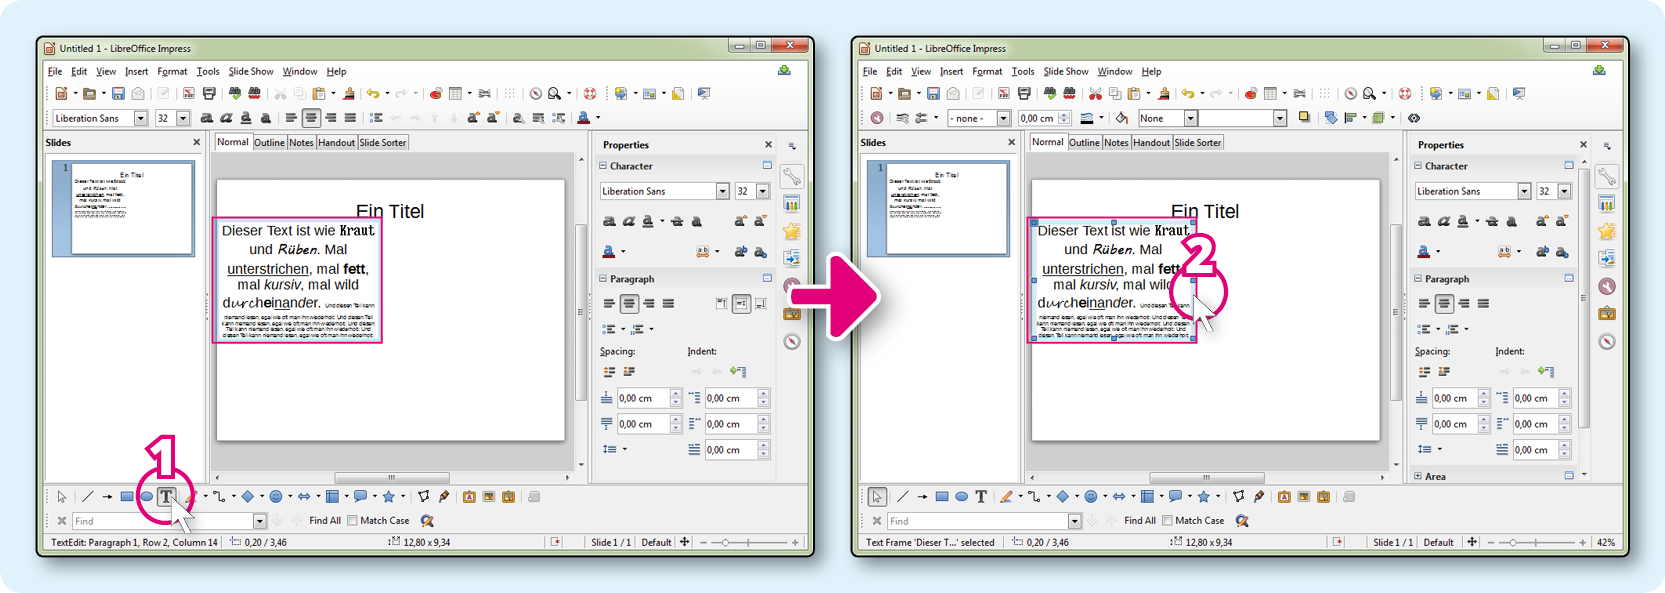 Untitled 1 - LibreOffice Impress
File Edit View Insert Format Tools Slide Show Window Help
Liberation Sans 32
Slides
1
Ein Titel
Normal Outline Notes Handout Slide Sorter
Ein Titel
Dieser Text ist wie Kraut
und Rüben. Mal
unterstrichen, mal fett,
mal kursiv, mal wild
durcheinander. Und diesen Teil kann
niemand lesen, egal wie oft man ihn wiederholt: Und diesen Teil
kann niemand lesen, egal wie oft man ihn wiederholt: Und diesen
Teil kann niemand lesen, egal wie oft man ihn wiederholt: Und
diesen Teil kann niemand lesen, egal wie oft man ihn wiederholt:
Properties
Character
Liberation Sans 32
Paragraph
Spacing: Indent:
0,00 cm 0,00 cm
0,00 cm 0,00 cm
0,00 cm
1
T
Find Find All Match Case
TextEdit: Paragraph 1, Row 2, Column 14 0,20 / 3,46 12,80 x 9,34 Slide 1 / 1 Default
Untitled 1 - LibreOffice Impress
File Edit View Insert Format Tools Slide Show Window Help
- none - 0,00 cm None
Slides
1
Ein Titel
Normal Outline Notes Handout Slide Sorter
Ein Titel
Dieser Text ist wie Kraut
und Rüben. Mal
unterstrichen, mal fett
mal kursiv, mal wild
durcheinander. Und diesen Teil kann
niemand lesen, egal wie oft man ihn wiederholt: Und diesen Teil
kann niemand lesen, egal wie oft man ihn wiederholt: Und diesen
Teil kann niemand lesen, egal wie oft man ihn wiederholt: Und
diesen Teil kann niemand lesen, egal wie oft man ihn wiederholt:
2
Properties
Character
Liberation Sans 32
Paragraph
Spacing: Indent:
0,00 cm 0,00 cm
0,00 cm 0,00 cm
0,00 cm
Area
T
Find Find All Match Case
Text Frame 'Dieser T...' selected 0,20 / 3,46 12,80 x 9,34 Slide 1 / 1 Default 42%